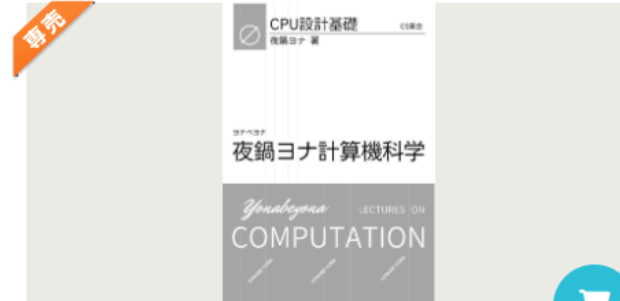 専売
CPU設計基礎
CS集合
夜鍋ヨナ 著
ヨナベヨナ
夜鍋ヨナ計算機科学
Yonabeyona
LECTURES ON
COMPUTATION